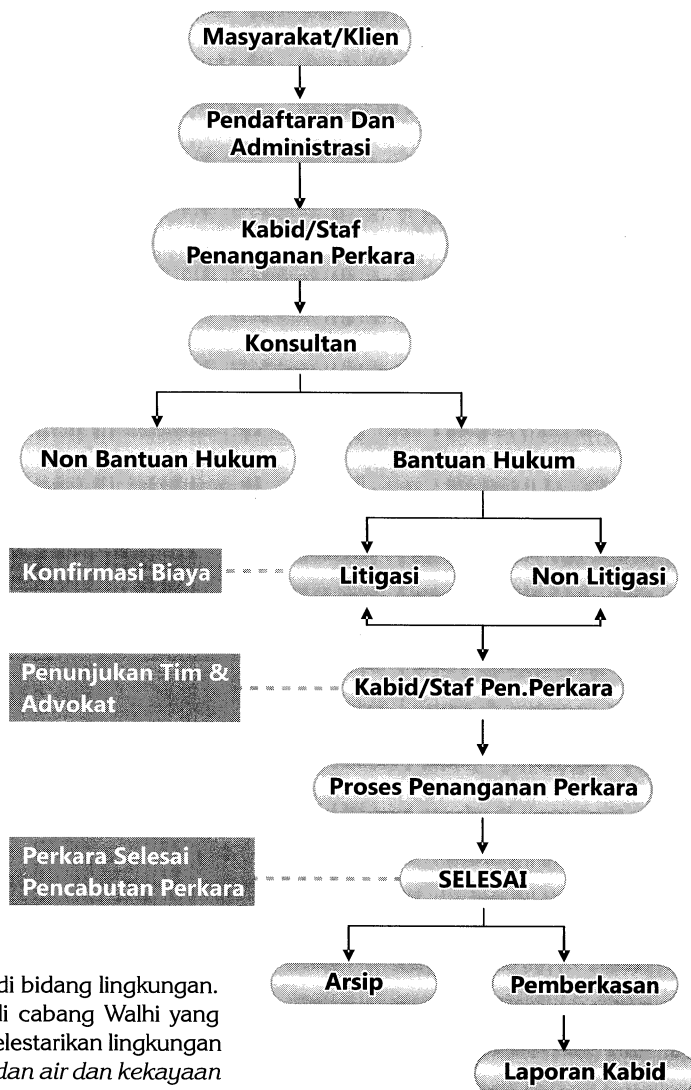 Masyarakat/Klien
Pendaftaran Dan
Administrasi
Kabid/Staf
Penanganan Perkara
Konsultan
Non Bantuan Hukum
Bantuan Hukum
Konfirmasi Biaya
Litigasi
Non Litigasi
Penunjukan Tim &
Advokat
Kabid/Staf Pen.Perkara
Proses Penanganan Perkara
Perkara Selesai
Pencabutan Perkara
SELESAI
Arsip
Pemberkasan
Laporan Kabid
di bidang lingkungan.
cabang Walhi yang
lestarikan lingkungan
dan air dan kekayaan